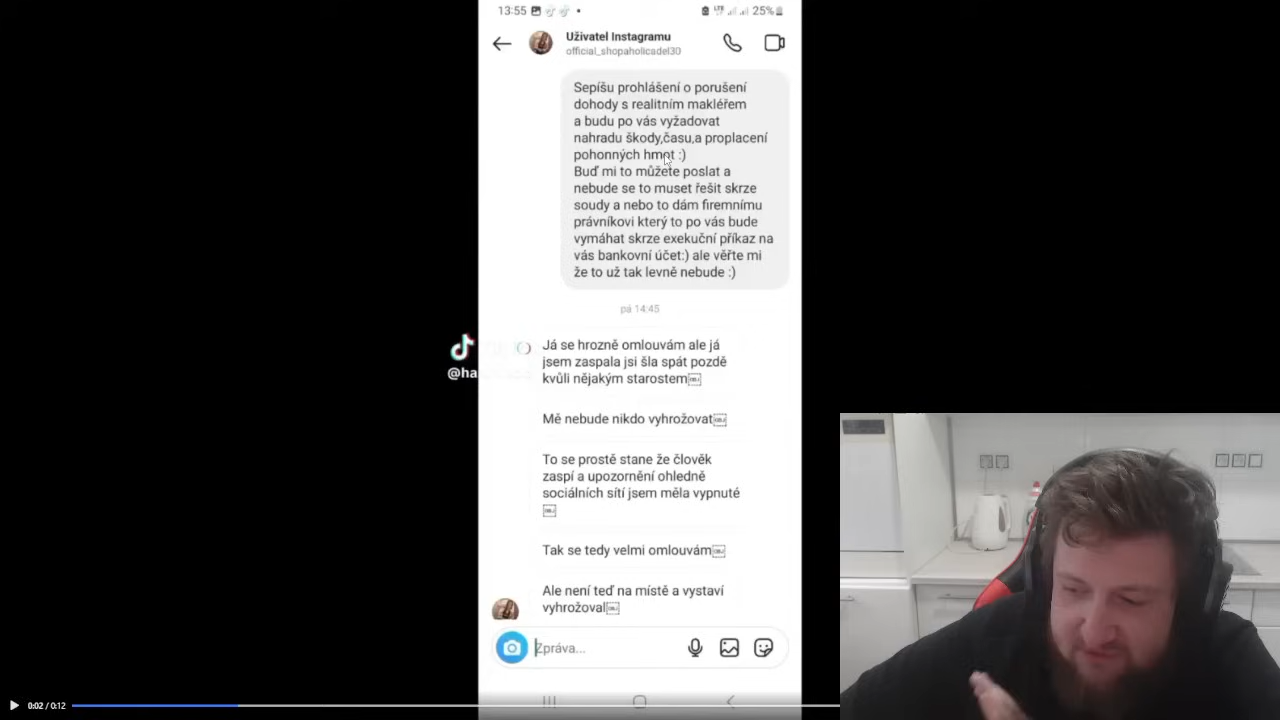 13:55
LTE
25%
Uživatel Instagramu
official_shopaholicadel30
Sepíšu prohlášení o porušení
dohody s realitním makléřem
a budu po vás vyžadovat
nahradu škody,času,a proplacení
pohonných hmot :)
Buď mi to můžete poslat a
nebude se to muset řešit skrze
soudy a nebo to dám firemnímu
právníkovi který to po vás bude
vymáhat skrze exekuční příkaz na
vás bankovní účet:) ale věřte mi
že to už tak levně nebude :)
pá 14:45
Já se hrozně omlouvám ale já
jsem zaspala jsi šla spát pozdě
kvůli nějakým starostem
Mě nebude nikdo vyhrožovat
To se prostě stane že člověk
zaspí a upozornění ohledně
sociálních sítí jsem měla vypnuté
Tak se tedy velmi omlouvám
Ale není teď na místě a vystaví
vyhrožoval
Zpráva...
@ha
0:02 / 0:12